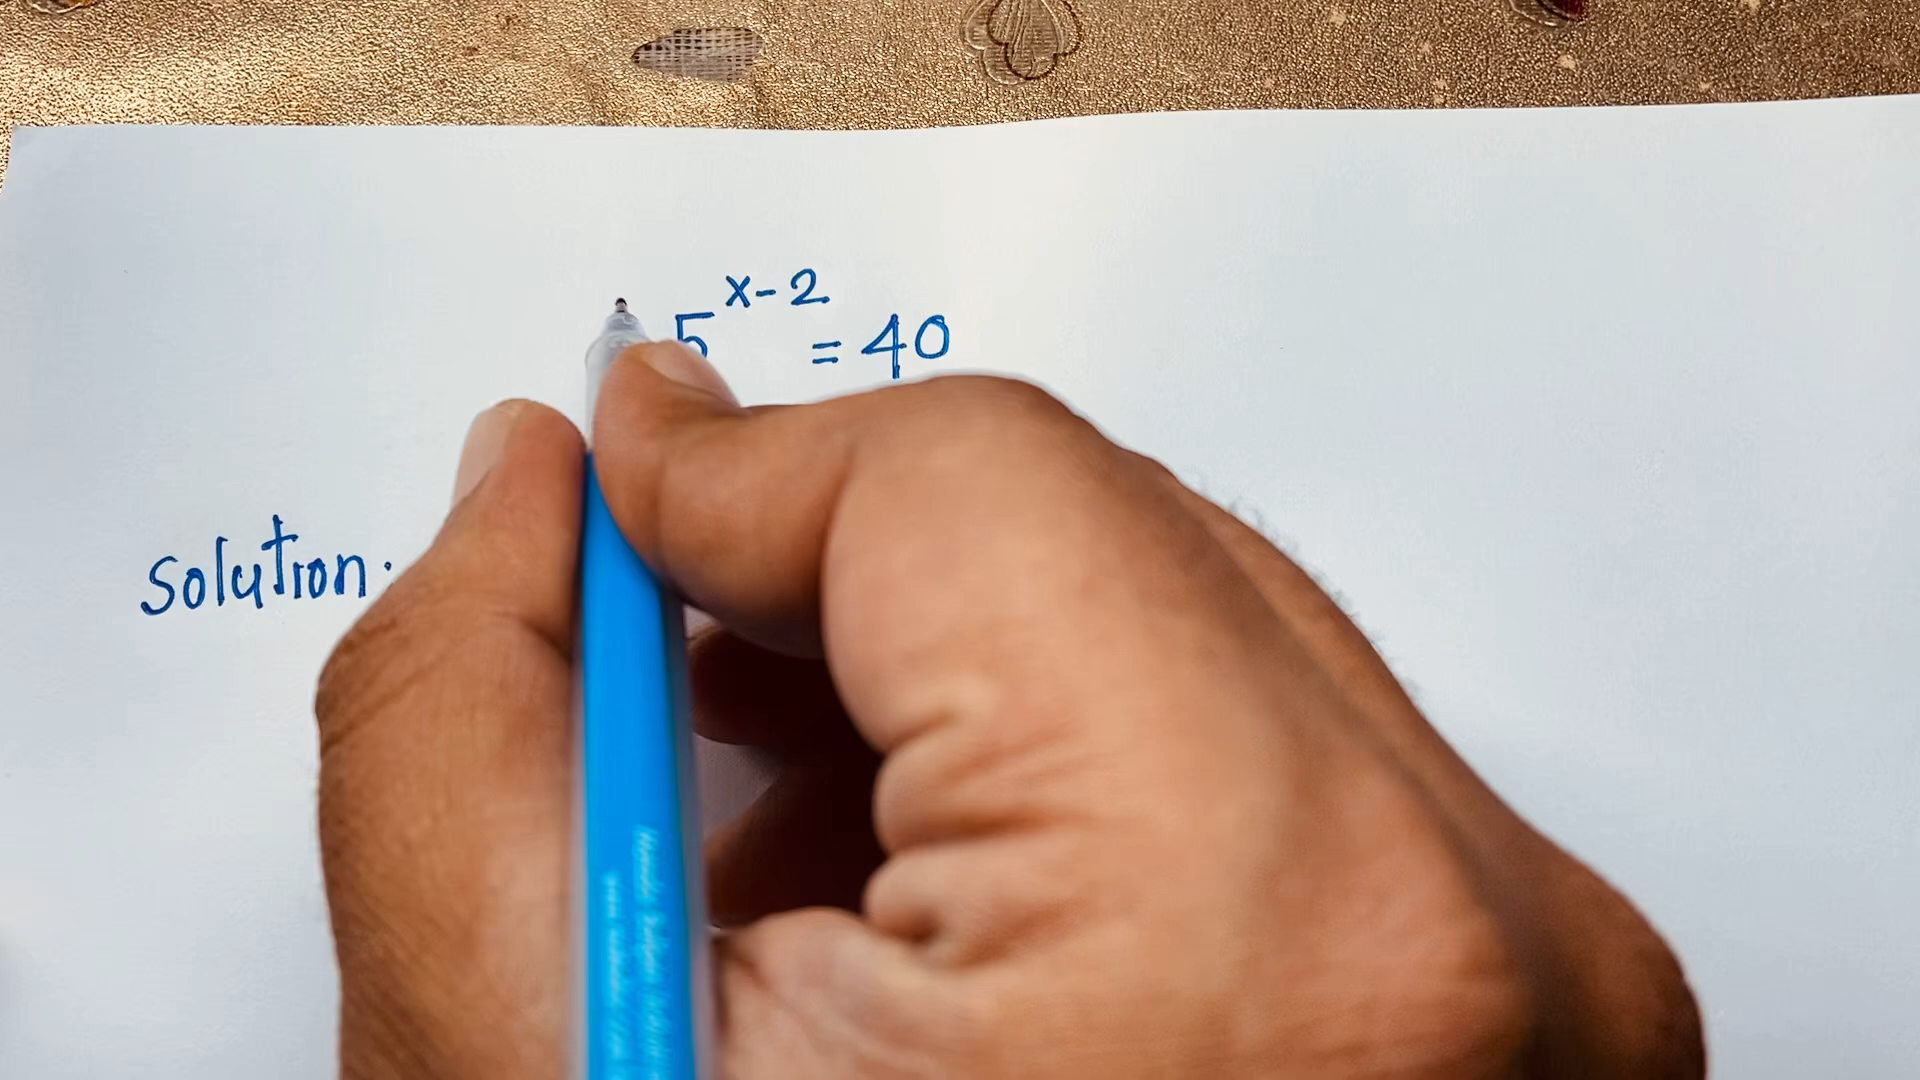 5^{x-2} = 40
Solution.